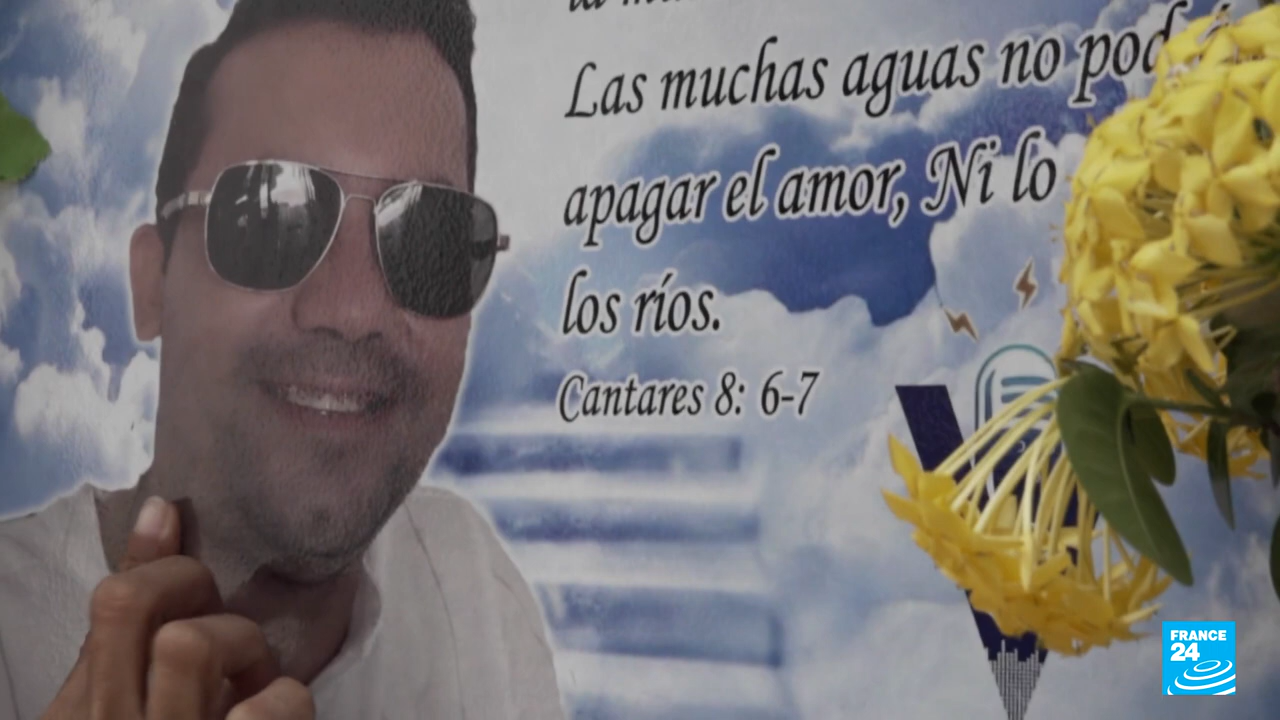 Las muchas aguas no pod
apagar el amor, Ni lo
los ríos.
Cantares 8: 6-7
FRANCE
24